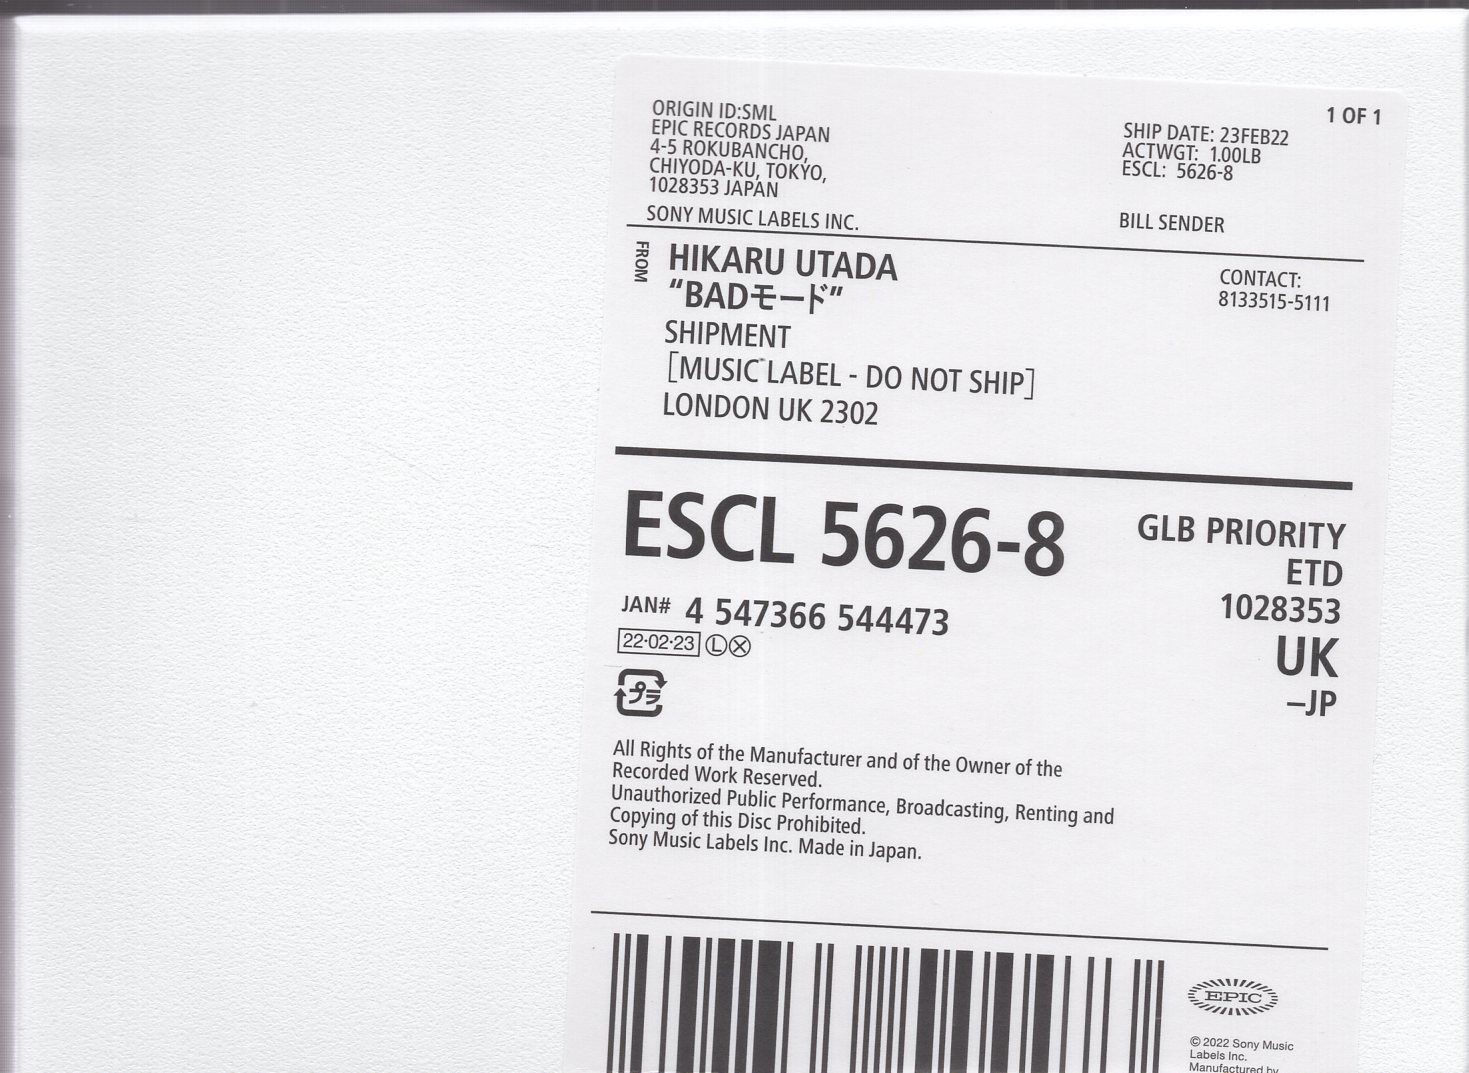 ORIGIN ID:SML
EPIC RECORDS JAPAN
4-5 ROKUBANCHO,
CHIYODA-KU, TOKYO,
1028353 JAPAN
SONY MUSIC LABELS INC.
1 OF 1
SHIP DATE: 23FEB22
ACTWGT: 1.00LB
ESCL: 5626-8
BILL SENDER
FROM
HIKARU UTADA
“BADモード”
SHIPMENT
[MUSIC LABEL - DO NOT SHIP]
LONDON UK 2302
CONTACT:
8133515-5111
ESCL 5626-8
JAN# 4 547366 544473
22·02·23 Ⓛ Ⓧ
プラ
GLB PRIORITY
ETD
1028353
UK
–JP
All Rights of the Manufacturer and of the Owner of the
Recorded Work Reserved.
Unauthorized Public Performance, Broadcasting, Renting and
Copying of this Disc Prohibited.
Sony Music Labels Inc. Made in Japan.
EPIC
© 2022 Sony Music
Labels Inc.
Manufactured by